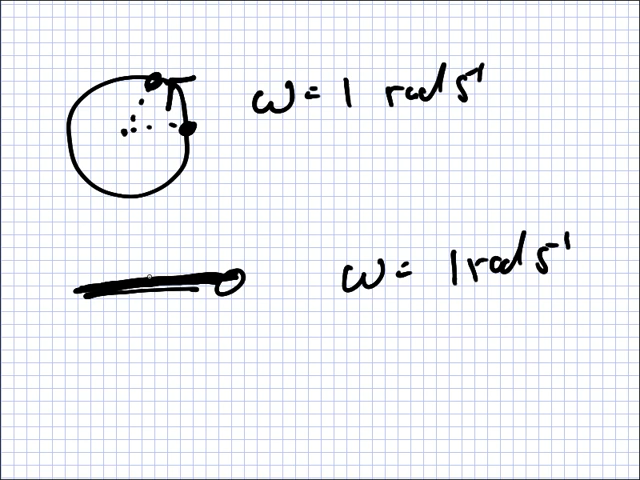 ω = 1 rad s⁻¹
ω = 1 rad s⁻¹